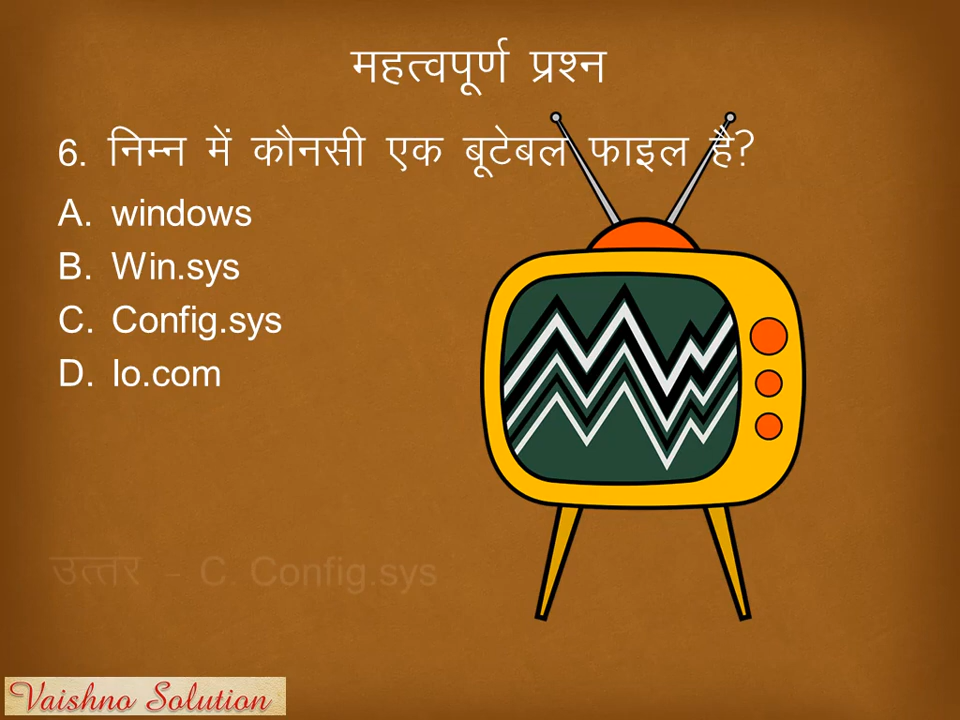 महत्वपूर्ण प्रश्न
6. निम्न में कौनसी एक बूटेबल फाइल है?
A. windows
B. Win.sys
C. Config.sys
D. Io.com
उत्तर - C. Config.sys
Vaishno Solution